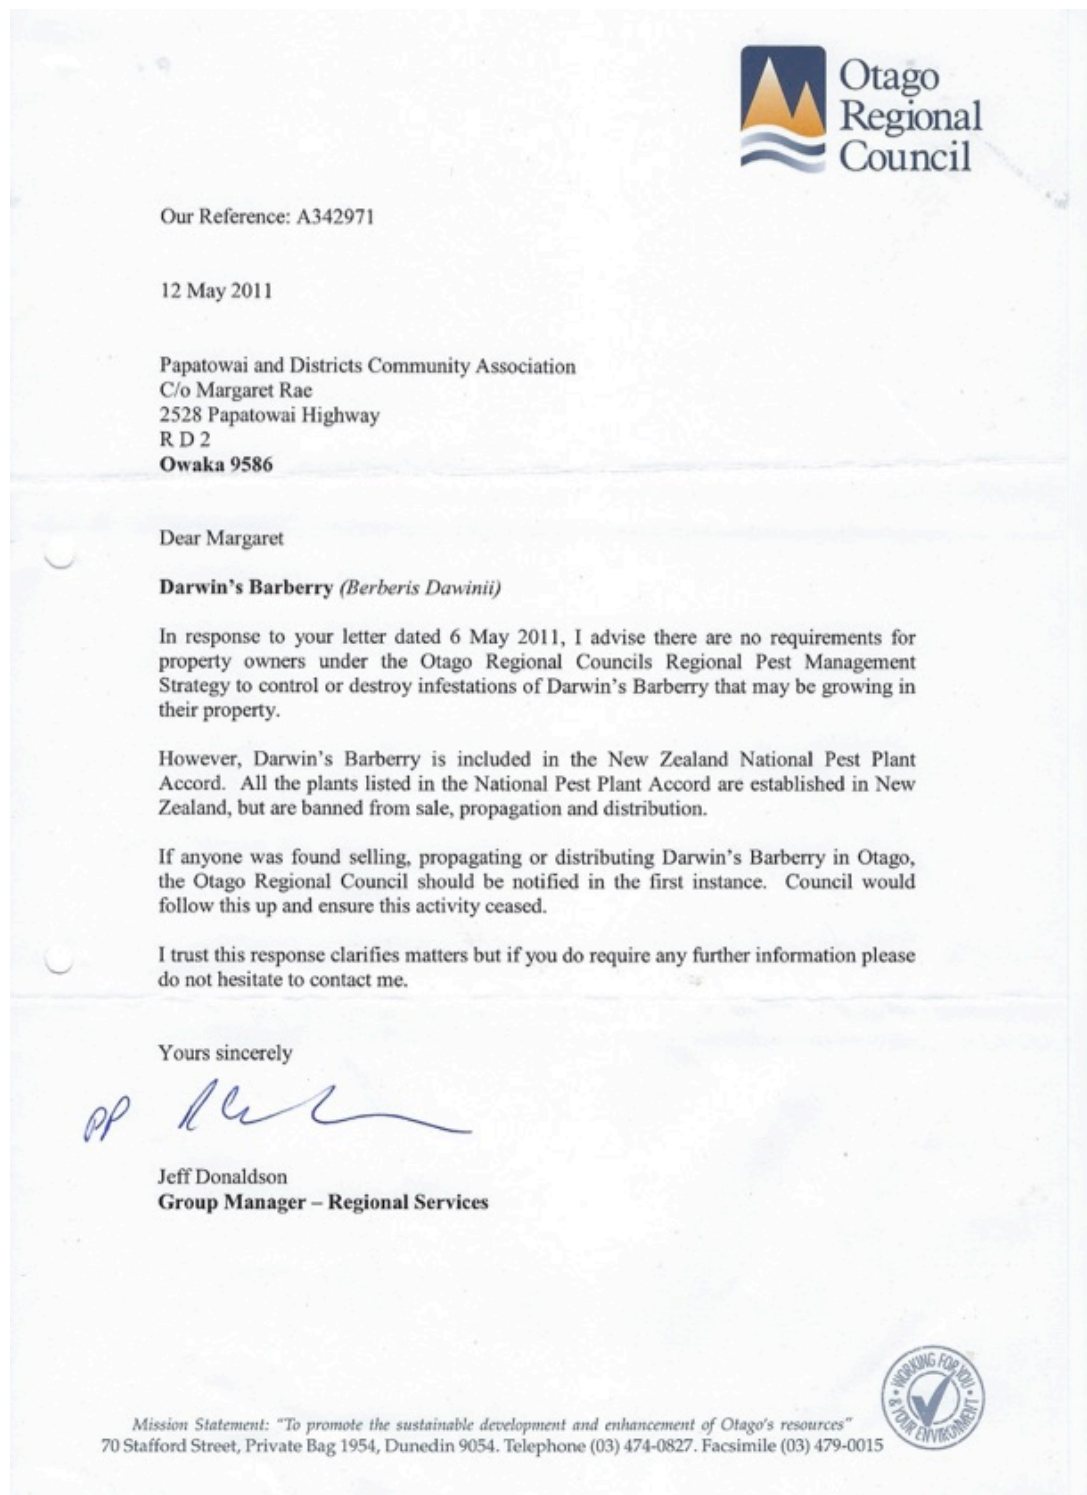 Otago
Regional
Council
Our Reference: A342971
12 May 2011
Papatowai and Districts Community Association
C/o Margaret Rae
2528 Papatowai Highway
R D 2
Owaka 9586
Dear Margaret
Darwin's Barberry (Berberis Dawinii)
In response to your letter dated 6 May 2011, I advise there are no requirements for
property owners under the Otago Regional Councils Regional Pest Management
Strategy to control or destroy infestations of Darwin's Barberry that may be growing in
their property.
However, Darwin's Barberry is included in the New Zealand National Pest Plant
Accord. All the plants listed in the National Pest Plant Accord are established in New
Zealand, but are banned from sale, propagation and distribution.
If anyone was found selling, propagating or distributing Darwin's Barberry in Otago,
the Otago Regional Council should be notified in the first instance. Council would
follow this up and ensure this activity ceased.
I trust this response clarifies matters but if you do require any further information please
do not hesitate to contact me.
Yours sincerely
PP
Jeff Donaldson
Group Manager – Regional Services
WORKING FOR YOU
& YOUR ENVIRONMENT
Mission Statement: "To promote the sustainable development and enhancement of Otago's resources"
70 Stafford Street, Private Bag 1954, Dunedin 9054. Telephone (03) 474-0827. Facsimile (03) 479-0015